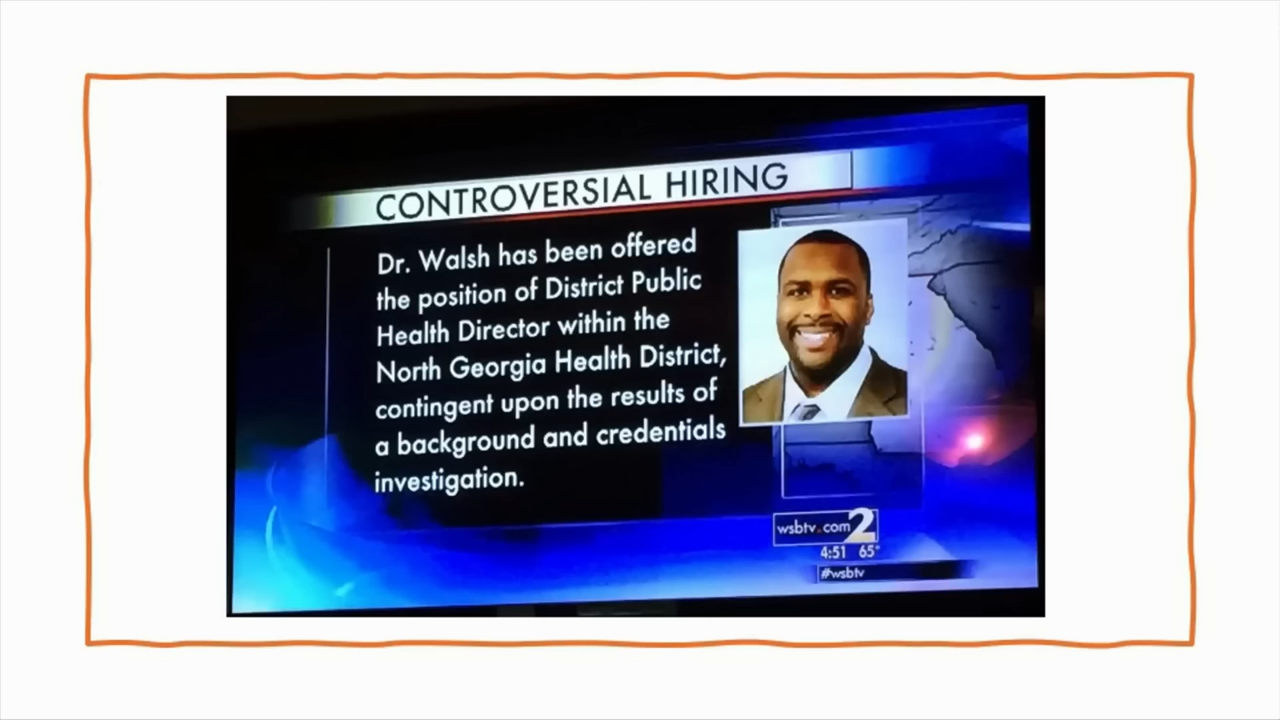 CONTROVERSIAL HIRING
Dr. Walsh has been offered
the position of District Public
Health Director within the
North Georgia Health District,
contingent upon the results of
a background and credentials
investigation.
wsbtv.com 2
4:51 65°
#wsbtv